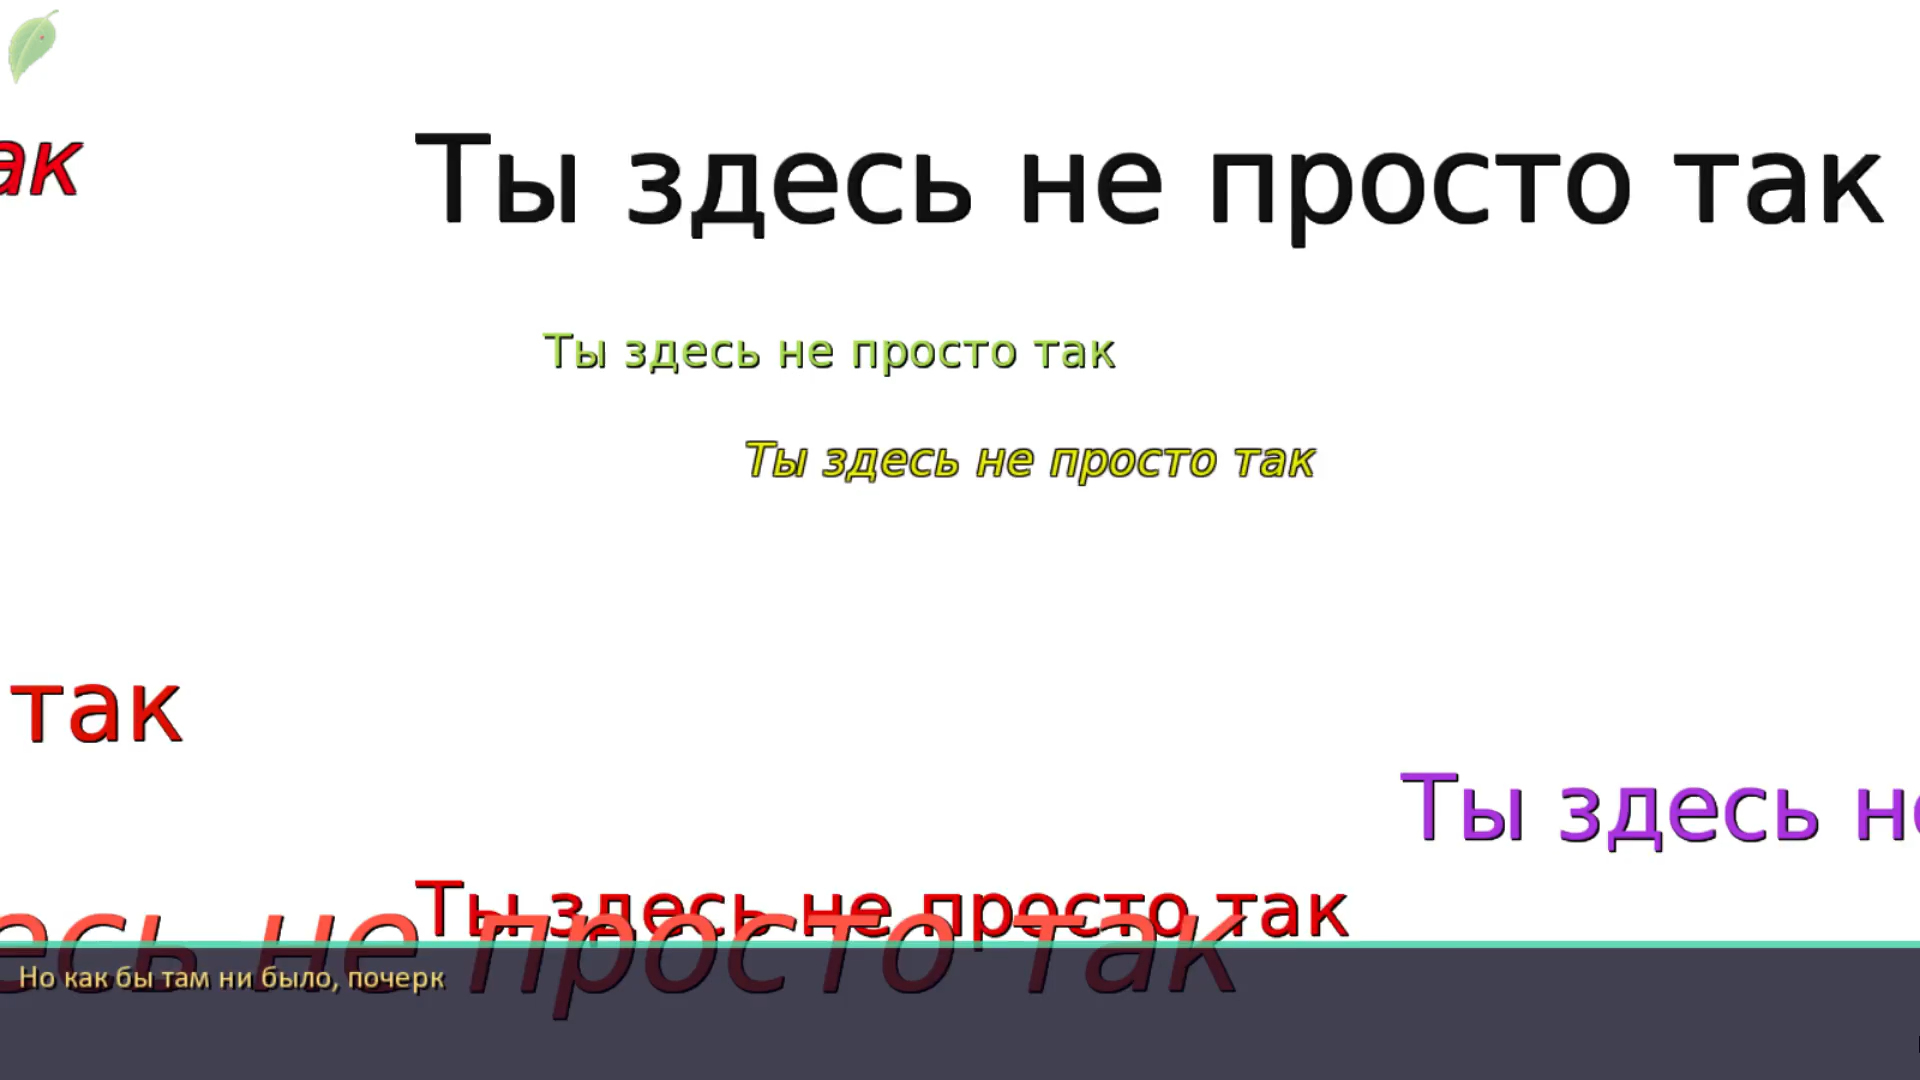 ак
Ты здесь не просто так
Ты здесь не просто так
Ты здесь не просто так
так
Ты здесь не
Ты здесь не просто так
есь не просто так
Но как бы там ни было, почерк